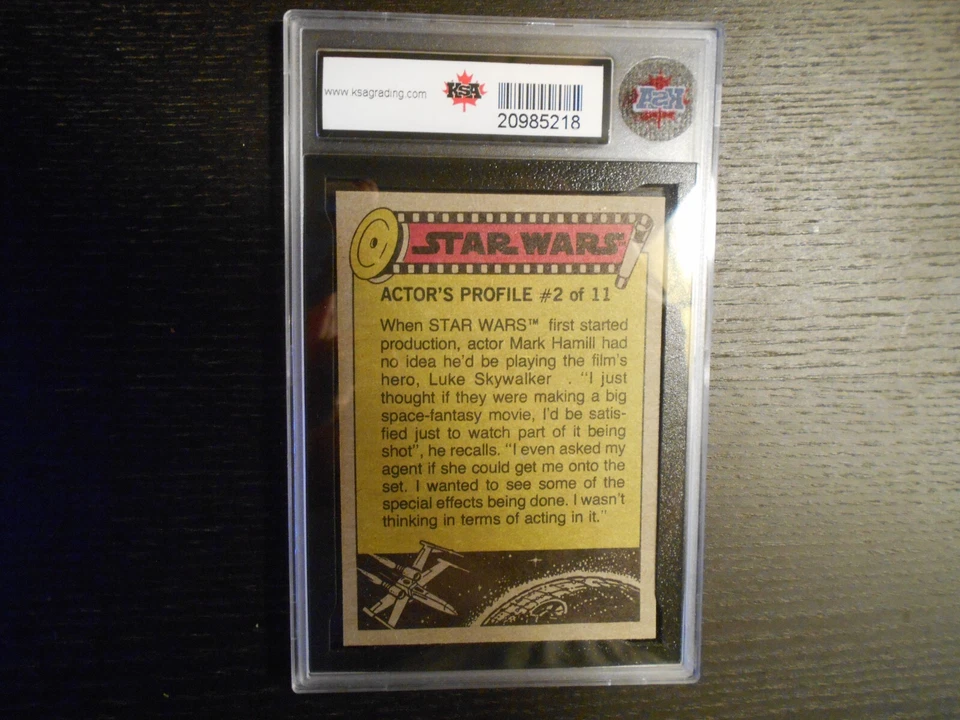 www.ksagrading.com
KSA
20985218
KSA
STAR WARS
ACTOR'S PROFILE #2 of 11
When STAR WARS™ first started
production, actor Mark Hamill had
no idea he'd be playing the film's
hero, Luke Skywalker . "I just
thought if they were making a big
space-fantasy movie, I'd be satis-
fied just to watch part of it being
shot", he recalls. "I even asked my
agent if she could get me onto the
set. I wanted to see some of the
special effects being done. I wasn't
thinking in terms of acting in it."